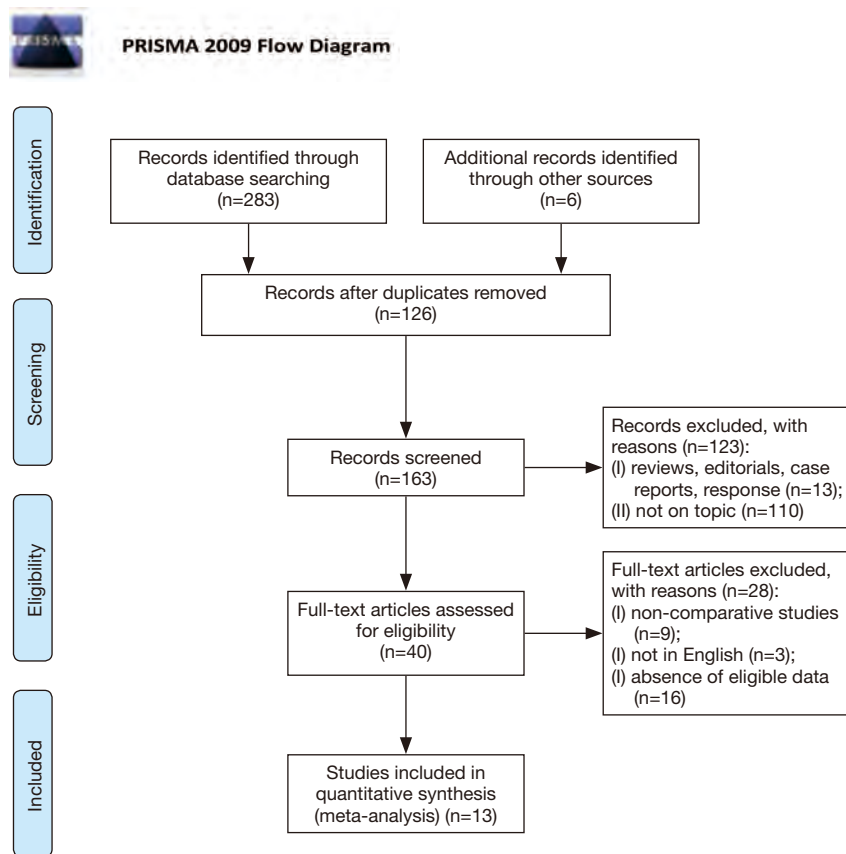 PRISMA
PRISMA 2009 Flow Diagram
Identification
Records identified through
database searching
(n=283)
Additional records identified
through other sources
(n=6)
Records after duplicates removed
(n=126)
Screening
Records screened
(n=163)
Records excluded, with
reasons (n=123):
(I) reviews, editorials, case
reports, response (n=13);
(II) not on topic (n=110)
Eligibility
Full-text articles assessed
for eligibility
(n=40)
Full-text articles excluded,
with reasons (n=28):
(I) non-comparative studies
(n=9);
(I) not in English (n=3);
(I) absence of eligible data
(n=16)
Included
Studies included in
quantitative synthesis
(meta-analysis) (n=13)